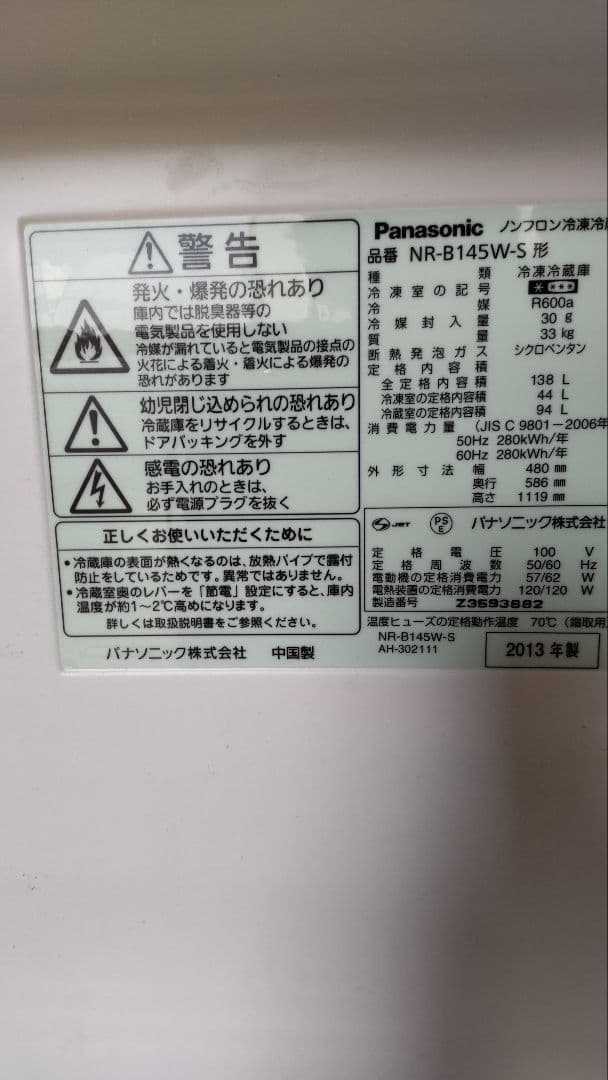 警告
発火・爆発の恐れあり
庫内では脱臭器等の
電気製品を使用しない
冷媒が漏れていると電気製品の接点の
火花による着火・着火による爆発の
恐れがあります
幼児閉じ込められの恐れあり
冷蔵庫をリサイクルするときは、
ドアパッキングを外す
感電の恐れあり
お手入れのときは、
必ず電源プラグを抜く
正しくお使いいただくために
・冷蔵庫の表面が熱くなるのは、放熱パイプで露付
防止をしているためです。異常ではありません。
・冷蔵室奥のレバーを「節電」設定にすると、庫内
温度が約1〜2℃高めになります。
詳しくは取扱説明書をご参照ください。
パナソニック株式会社 中国製
Panasonic ノンフロン冷凍冷
品番 NR-B145W-S 形
種類 冷凍冷蔵庫
冷凍室の記号
冷媒 R600a
冷媒封入量 30 g
質量 33 kg
断熱発泡ガス シクロペンタン
定格内容積
全定格内容積 138 L
冷凍室の定格内容積 44 L
冷蔵室の定格内容積 94 L
消費電力量 (JIS C 9801-2006年
50Hz 280kWh/年
60Hz 280kWh/年
外形寸法 幅 480 mm
奥行 586 mm
高さ 1119 mm
JET PS E パナソニック株式会社
定格電圧 100 V
定格周波数 50/60 Hz
電動機の定格消費電力 57/62 W
電熱装置の定格消費電力 120/120 W
製造番号 Z3593882
温度ヒューズの定格動作温度 70℃ (霜取用
NR-B145W-S
AH-302111
2013 年製